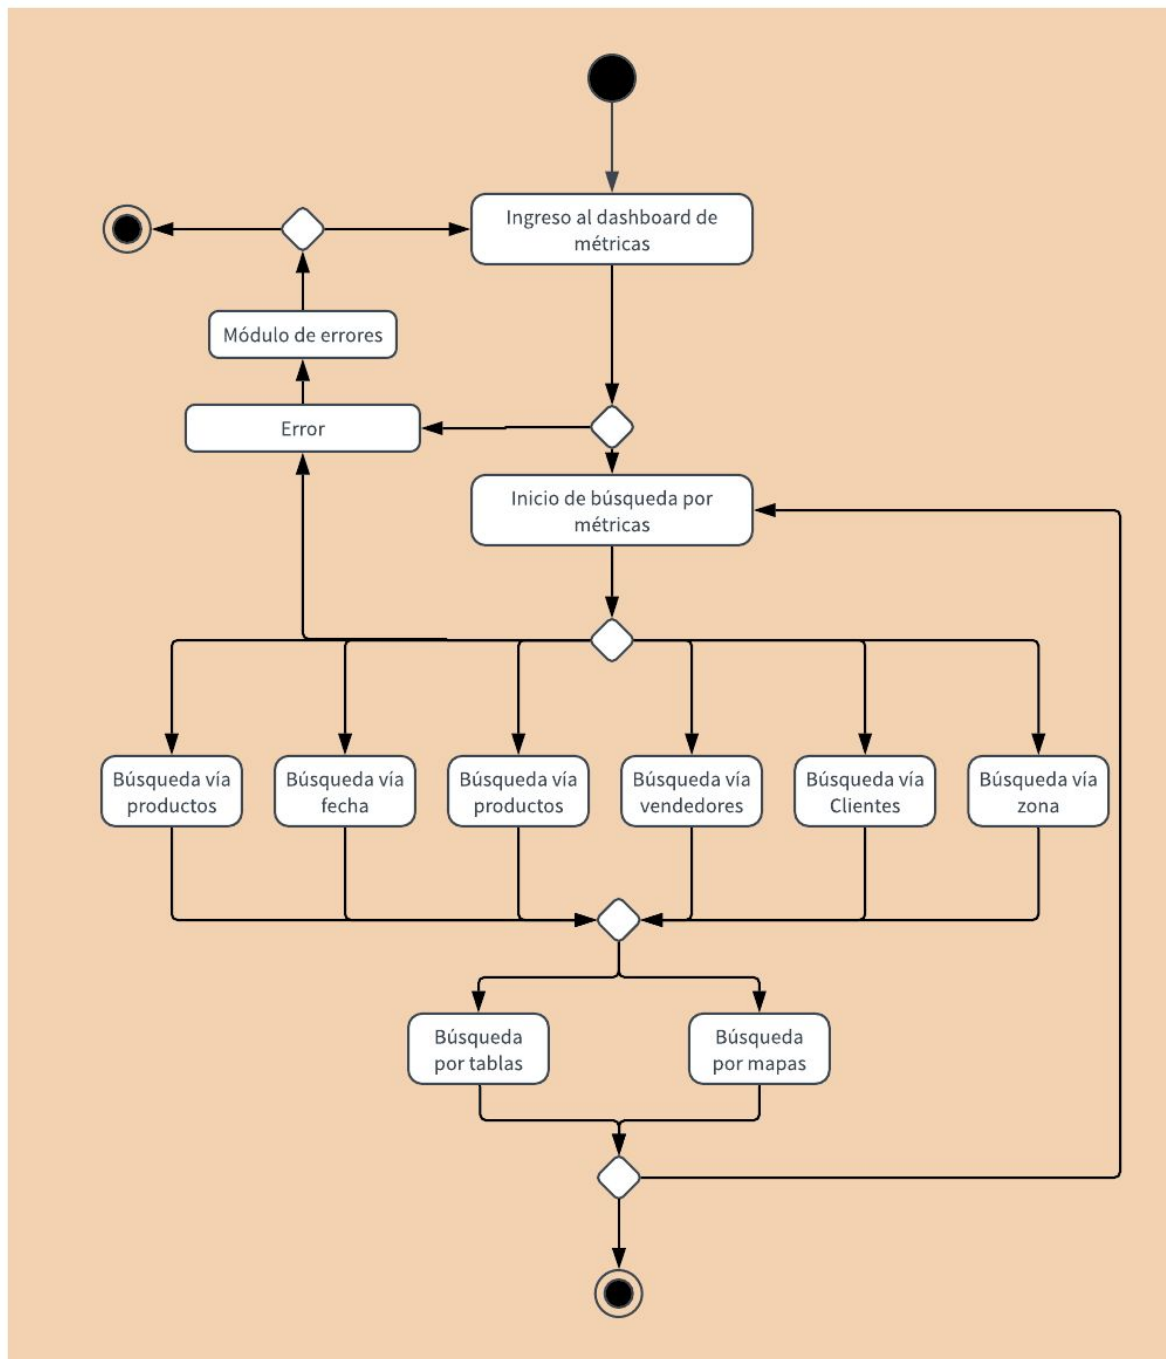 Ingreso al dashboard de
métricas
Módulo de errores
Error
Inicio de búsqueda por
métricas
Búsqueda vía
productos
Búsqueda vía
fecha
Búsqueda vía
productos
Búsqueda vía
vendedores
Búsqueda vía
Clientes
Búsqueda vía
zona
Búsqueda
por tablas
Búsqueda
por mapas